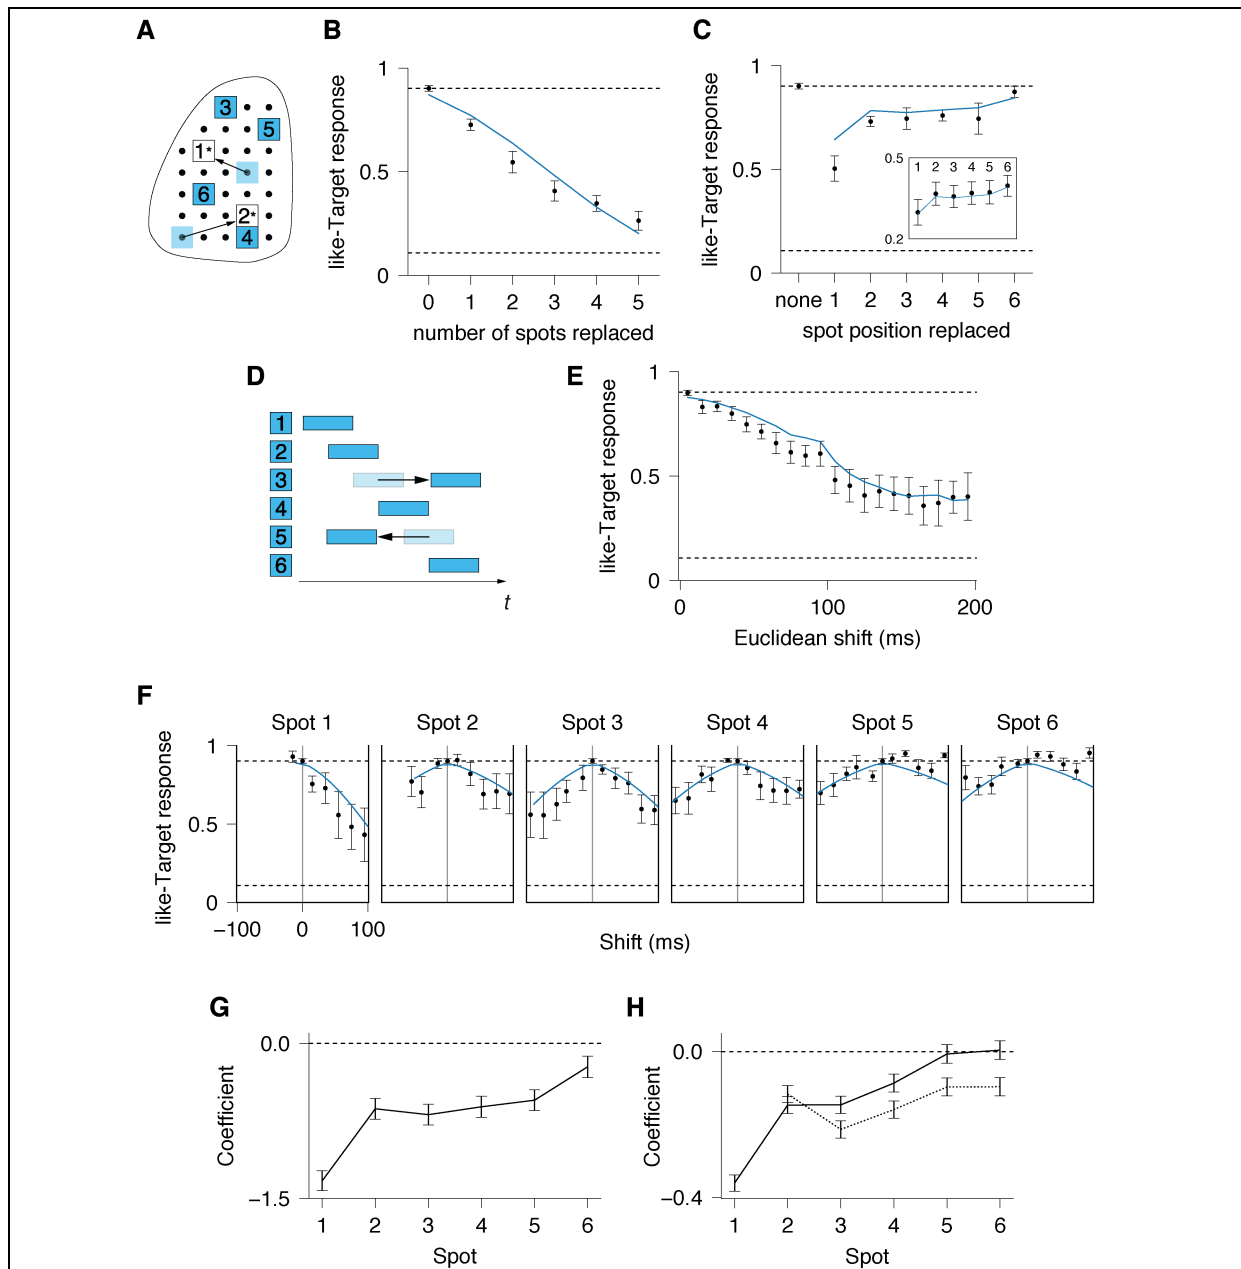 A
B
C
3
5
1*
6
2*
4
like-Target response
1
0.5
0
0 1 2 3 4 5
number of spots replaced
like-Target response
1
0.5
0
0.5
1 2 3 4 5 6
0.2
none 1 2 3 4 5 6
spot position replaced
D
1
2
3
4
5
6
t
E
like-Target response
1
0.5
0
0 100 200
Euclidean shift (ms)
F
Spot 1 Spot 2 Spot 3 Spot 4 Spot 5 Spot 6
like-Target response
1
0.5
0
−100 0 100
Shift (ms)
G
Coefficient
0.0
−1.5
1 2 3 4 5 6
Spot
H
Coefficient
0.0
−0.4
1 2 3 4 5 6
Spot